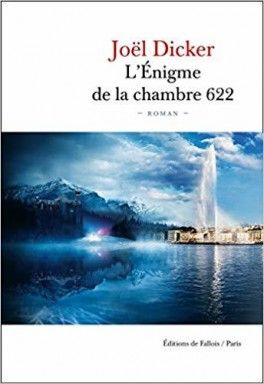 Joël Dicker
L'Énigme
de la chambre 622
– ROMAN –
Éditions de Fallois / Paris